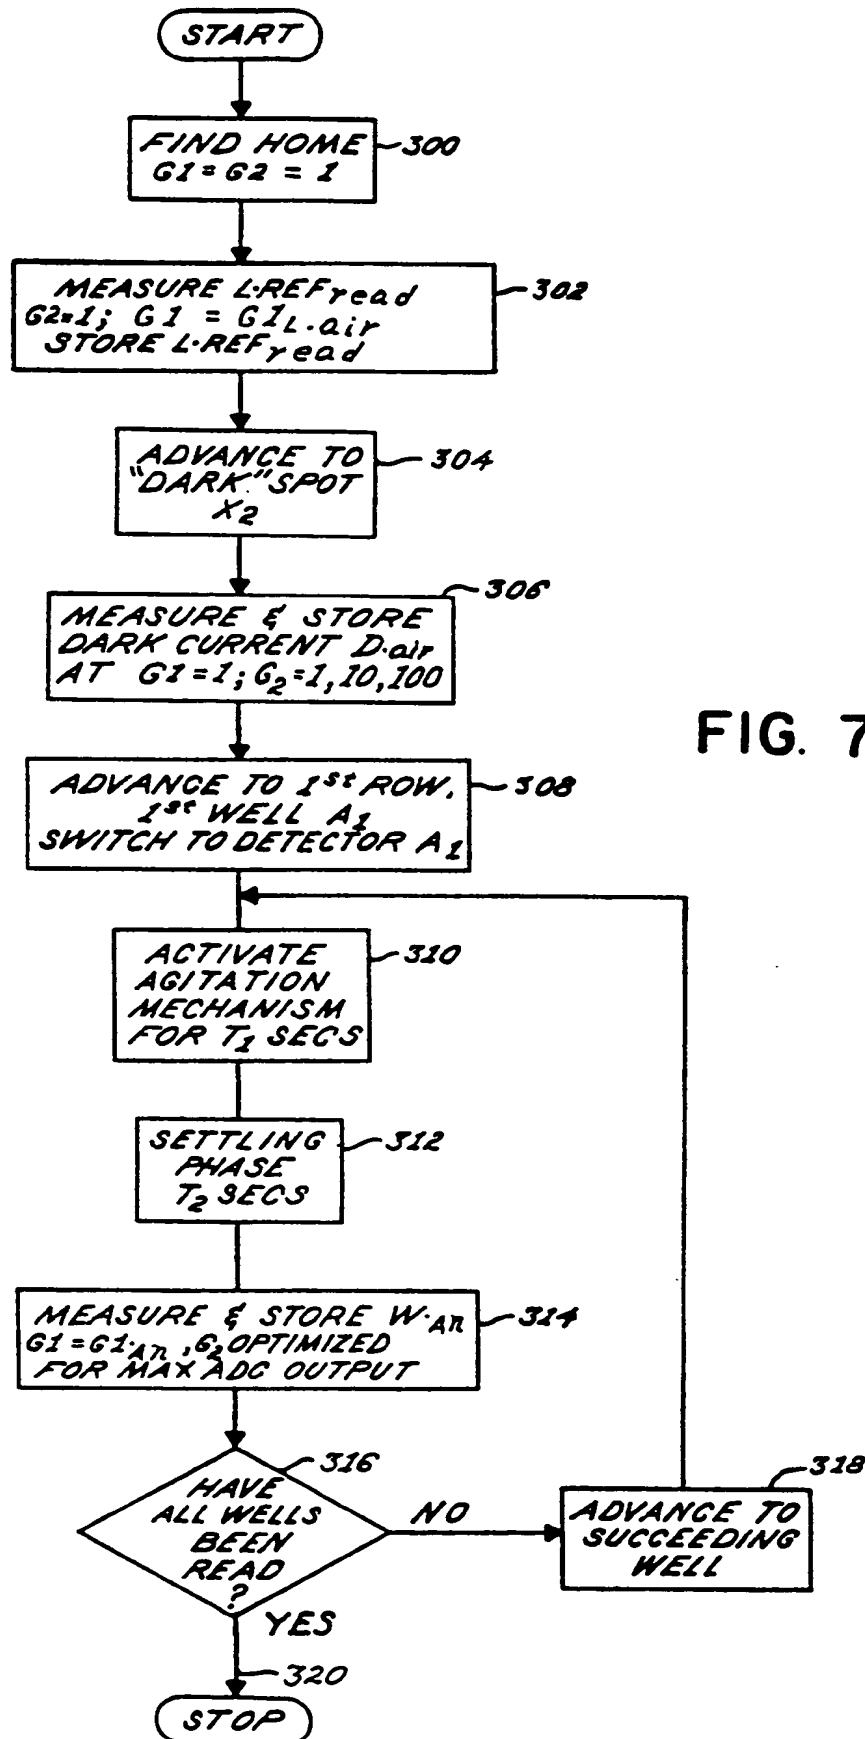 START
FIND HOME
G1 = G2 = 1
300
MEASURE L·REFread
G2=1; G1 = G1L·air
STORE L·REFread
302
ADVANCE TO
"DARK" SPOT
X2
304
MEASURE & STORE
DARK CURRENT D·air
AT G1=1; G2=1,10,100
306
FIG. 7
ADVANCE TO 1st ROW,
1st WELL A1
SWITCH TO DETECTOR A1
308
ACTIVATE
AGITATION
MECHANISM
FOR T1 SECS
310
SETTLING
PHASE
T2 SECS
312
MEASURE & STORE W·An
G1=G1·An, G2 OPTIMIZED
FOR MAX ADC OUTPUT
314
HAVE
ALL WELLS
BEEN
READ
?
316
NO
ADVANCE TO
SUCCEEDING
WELL
318
YES
320
STOP